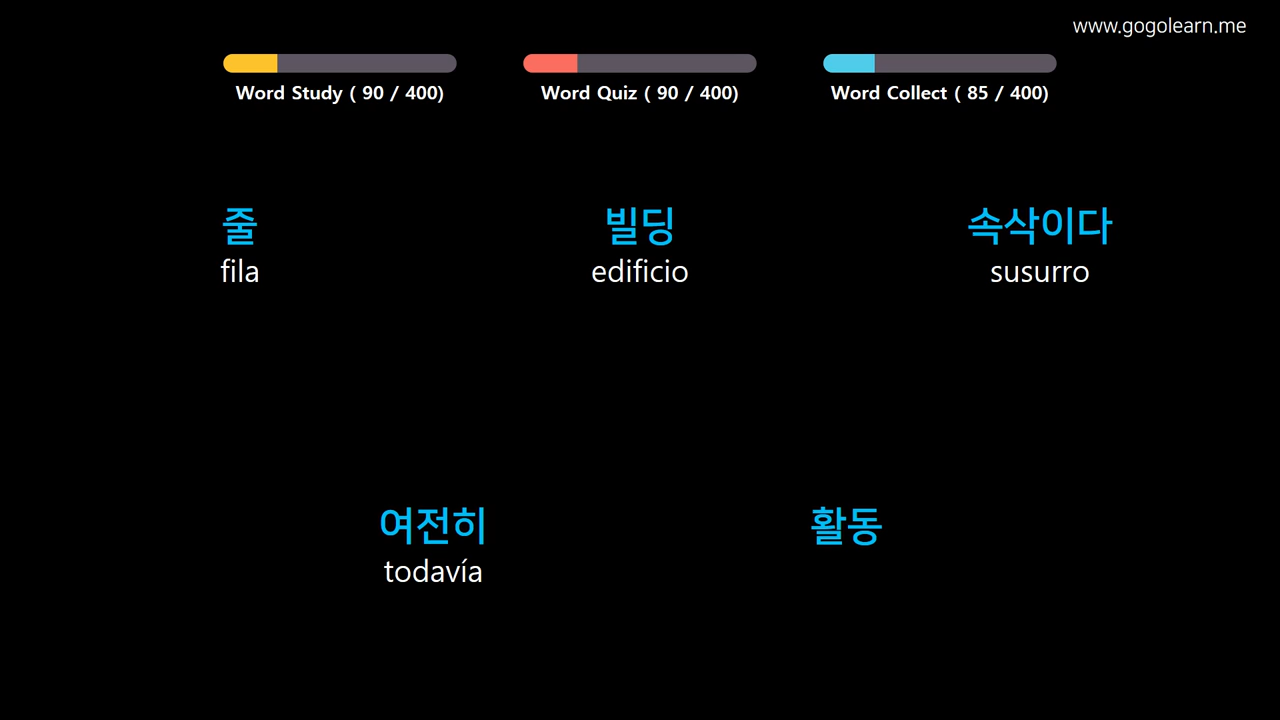 www.gogolearn.me
Word Study ( 90 / 400)
Word Quiz ( 90 / 400)
Word Collect ( 85 / 400)
줄
fila
빌딩
edificio
속삭이다
susurro
여전히
todavía
활동